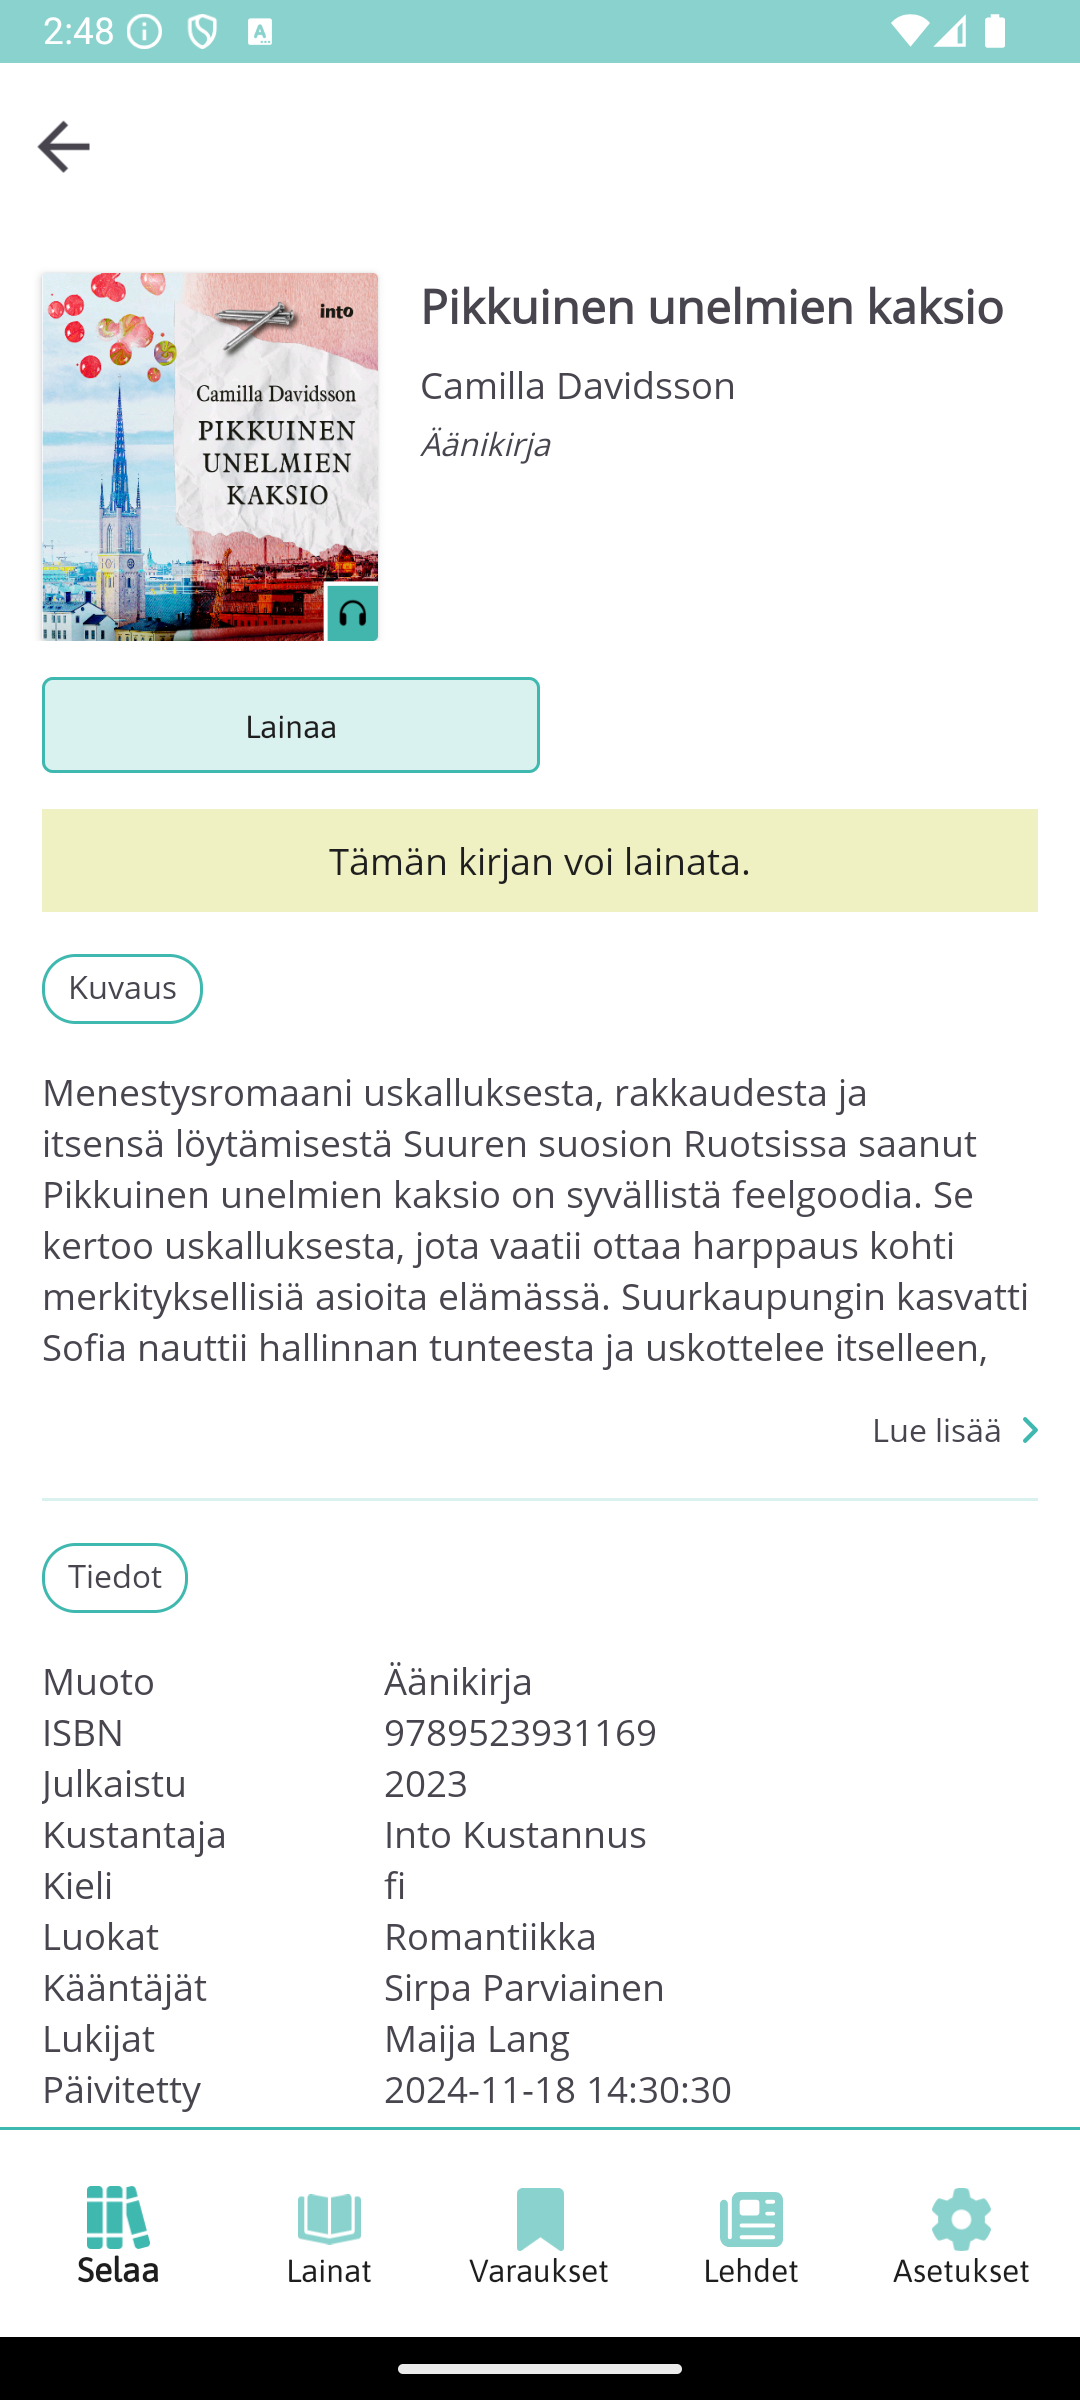 2:48
into
Camilla Davidsson
PIKKUINEN
UNELMIEN
KAKSIO
Pikkuinen unelmien kaksio
Camilla Davidsson
Äänikirja
Lainaa
Tämän kirjan voi lainata.
Kuvaus
Menestysromaani uskalluksesta, rakkaudesta ja
itsensä löytämisestä Suuren suosion Ruotsissa saanut
Pikkuinen unelmien kaksio on syvällistä feelgoodia. Se
kertoo uskalluksesta, jota vaatii ottaa harppaus kohti
merkityksellisiä asioita elämässä. Suurkaupungin kasvatti
Sofia nauttii hallinnan tunteesta ja uskottelee itselleen,
Lue lisää
Tiedot
Muoto Äänikirja
ISBN 9789523931169
Julkaistu 2023
Kustantaja Into Kustannus
Kieli fi
Luokat Romantiikka
Kääntäjät Sirpa Parviainen
Lukijat Maija Lang
Päivitetty 2024-11-18 14:30:30
Selaa Lainat Varaukset Lehdet Asetukset